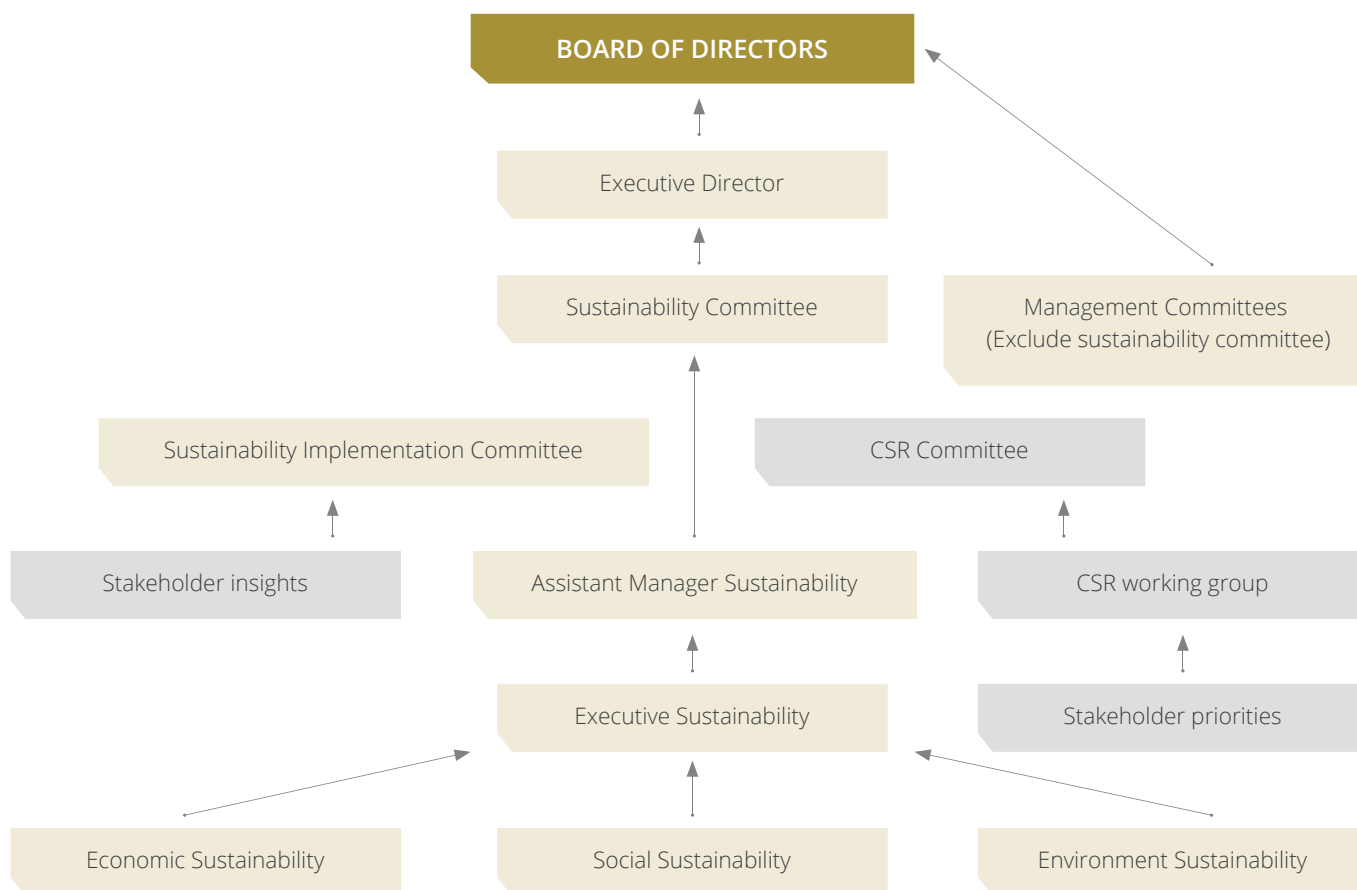 BOARD OF DIRECTORS
Executive Director
Sustainability Committee
Management Committees
(Exclude sustainability committee)
Sustainability Implementation Committee
CSR Committee
Stakeholder insights
Assistant Manager Sustainability
CSR working group
Executive Sustainability
Stakeholder priorities
Economic Sustainability
Social Sustainability
Environment Sustainability